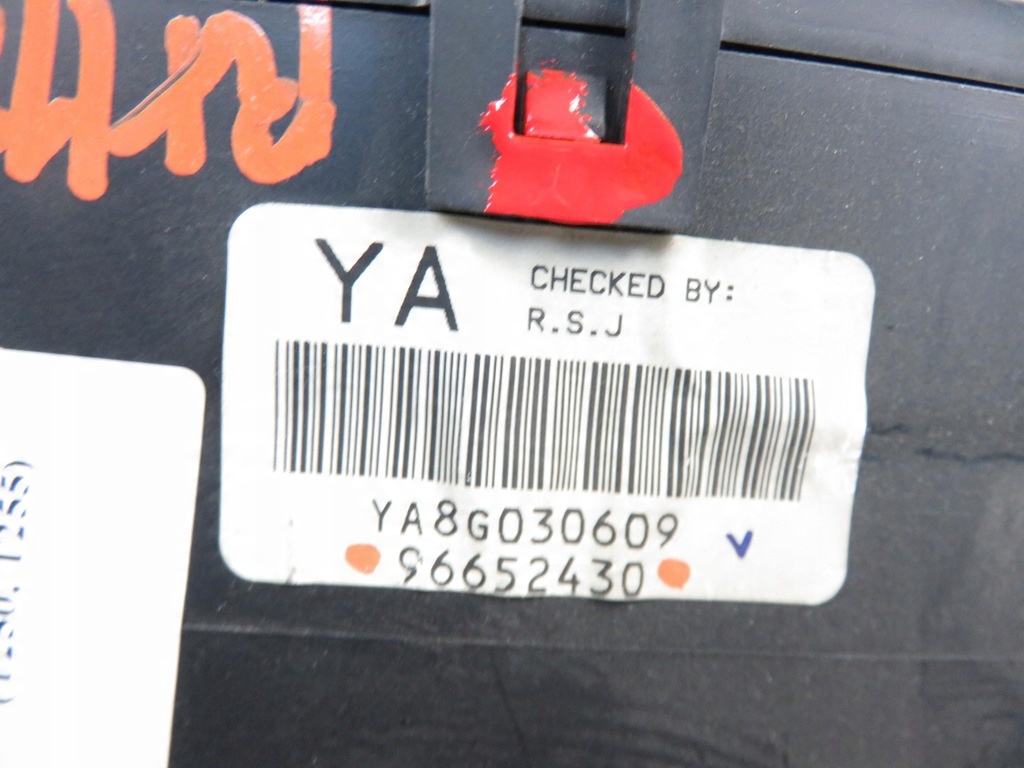 YA
CHECKED BY:
R.S.J
YA8G030609
96652430